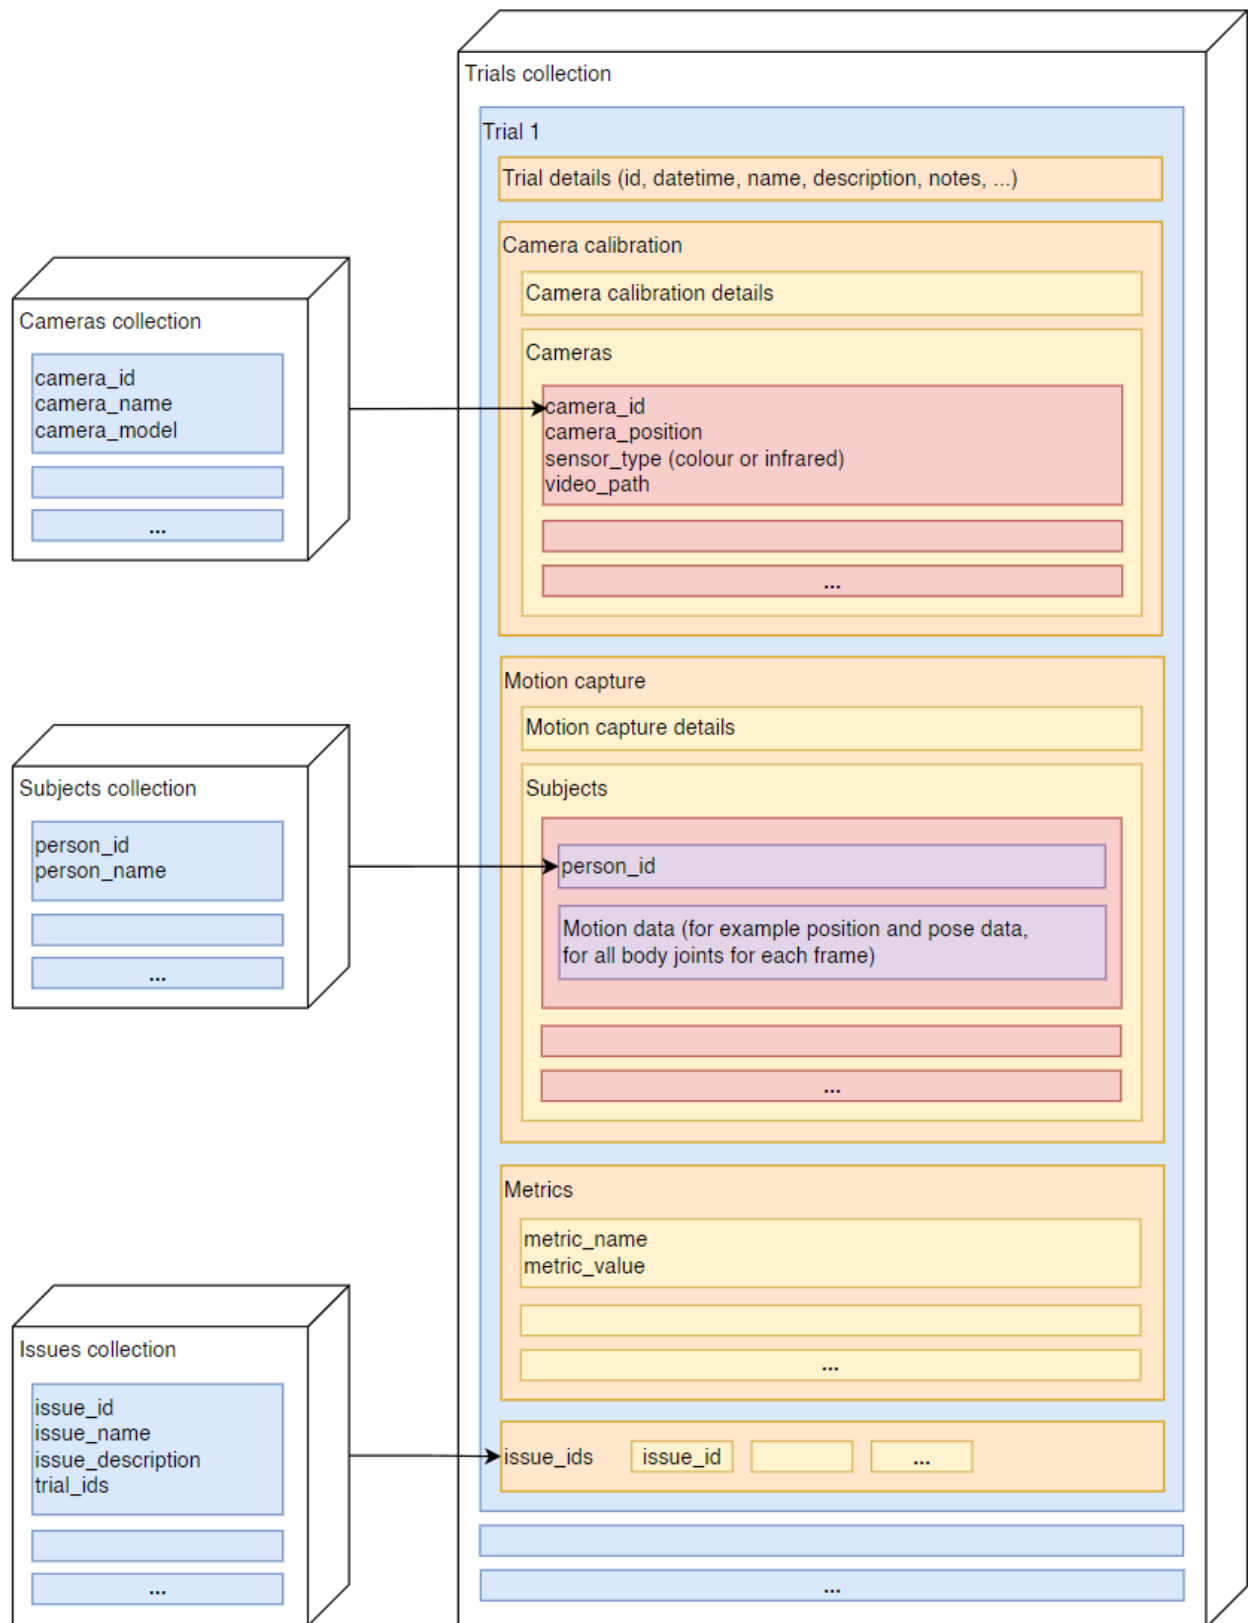 Trials collection
Trial 1
Trial details (id, datetime, name, description, notes, ...)
Camera calibration
Camera calibration details
Cameras
camera_id
camera_position
sensor_type (colour or infrared)
video_path
...
Cameras collection
camera_id
camera_name
camera_model
...
Motion capture
Motion capture details
Subjects
person_id
Motion data (for example position and pose data,
for all body joints for each frame)
...
Subjects collection
person_id
person_name
...
Metrics
metric_name
metric_value
...
issue_ids issue_id ...
...
Issues collection
issue_id
issue_name
issue_description
trial_ids
...